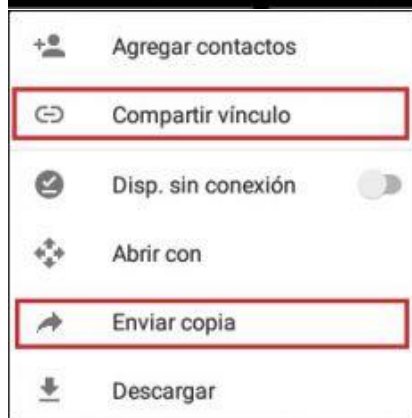 Agregar contactos
Compartir vínculo
Disp. sin conexión
Abrir con
Enviar copia
Descargar